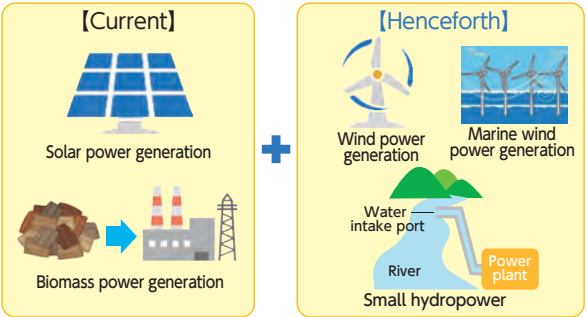 【Current】
Solar power generation
Biomass power generation
【Henceforth】
Wind power
generation
Marine wind
power generation
Water
intake port
River
Power
plant
Small hydropower